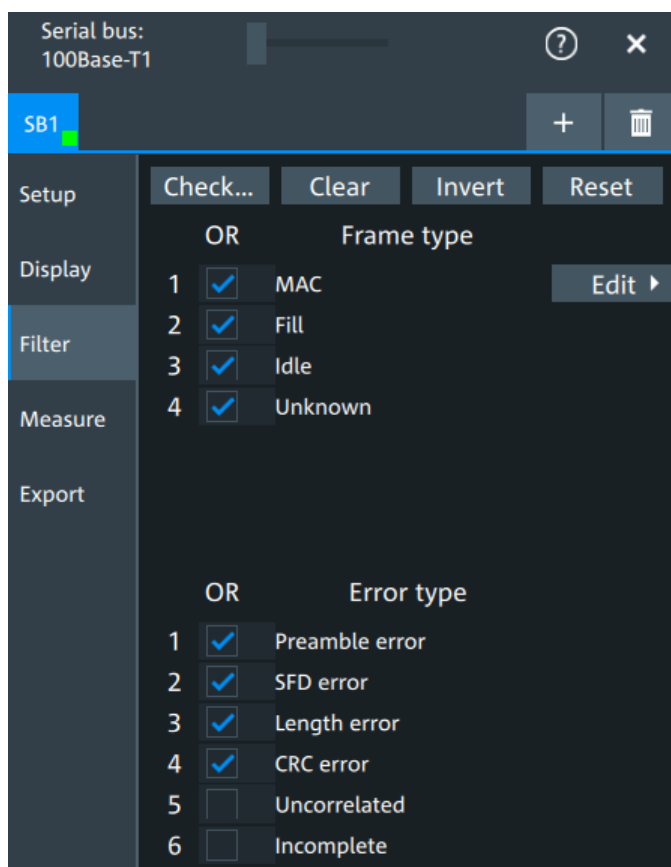 Serial bus:
100Base-T1
SB1
+
Setup
Check... Clear Invert Reset
OR Frame type
Display
1 MAC Edit
2 Fill
Filter
3 Idle
4 Unknown
Measure
Export
OR Error type
1 Preamble error
2 SFD error
3 Length error
4 CRC error
5 Uncorrelated
6 Incomplete